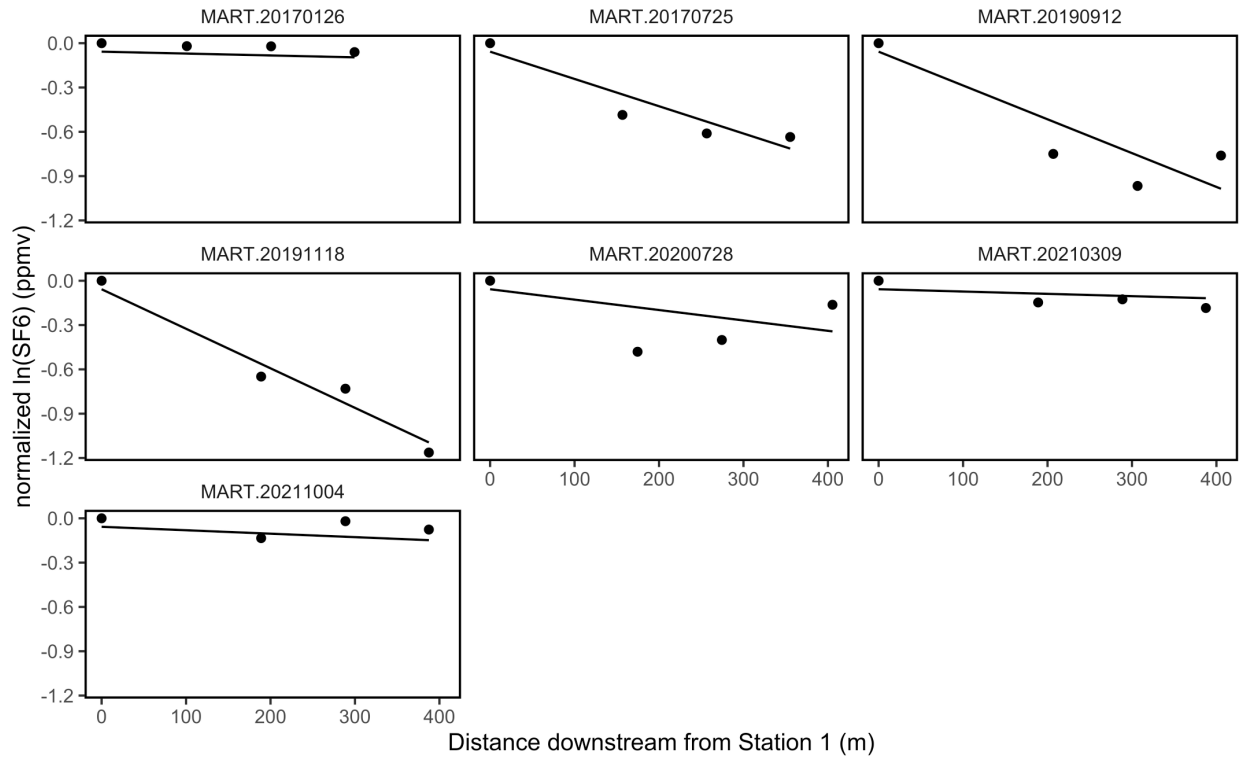 MART.20170126 MART.20170725 MART.20190912
0.0
-0.3
-0.6
-0.9
-1.2
MART.20191118 MART.20200728 MART.20210309
0.0
-0.3
-0.6
-0.9
-1.2
0 100 200 300 400 0 100 200 300 400
MART.20211004
0.0
-0.3
-0.6
-0.9
-1.2
0 100 200 300 400
normalized ln(SF6) (ppmv)
Distance downstream from Station 1 (m)